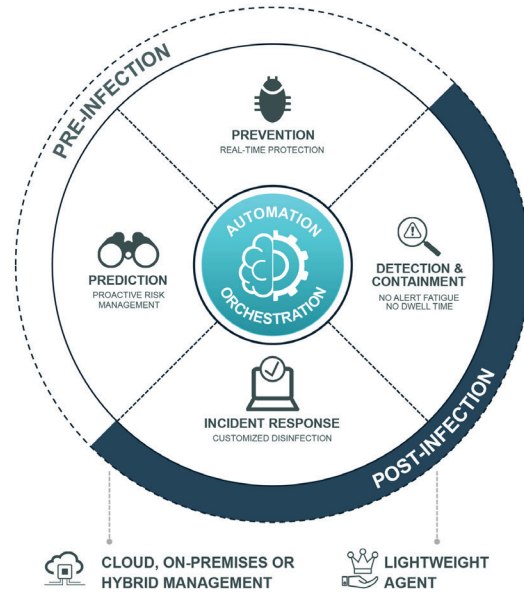 PRE-INFECTION
PREVENTION
REAL-TIME PROTECTION
AUTOMATION
ORCHESTRATION
PREDICTION
PROACTIVE RISK
MANAGEMENT
DETECTION &
CONTAINMENT
NO ALERT FATIGUE
NO DWELL TIME
INCIDENT RESPONSE
CUSTOMIZED DISINFECTION
POST-INFECTION
CLOUD, ON-PREMISES OR
HYBRID MANAGEMENT
LIGHTWEIGHT
AGENT